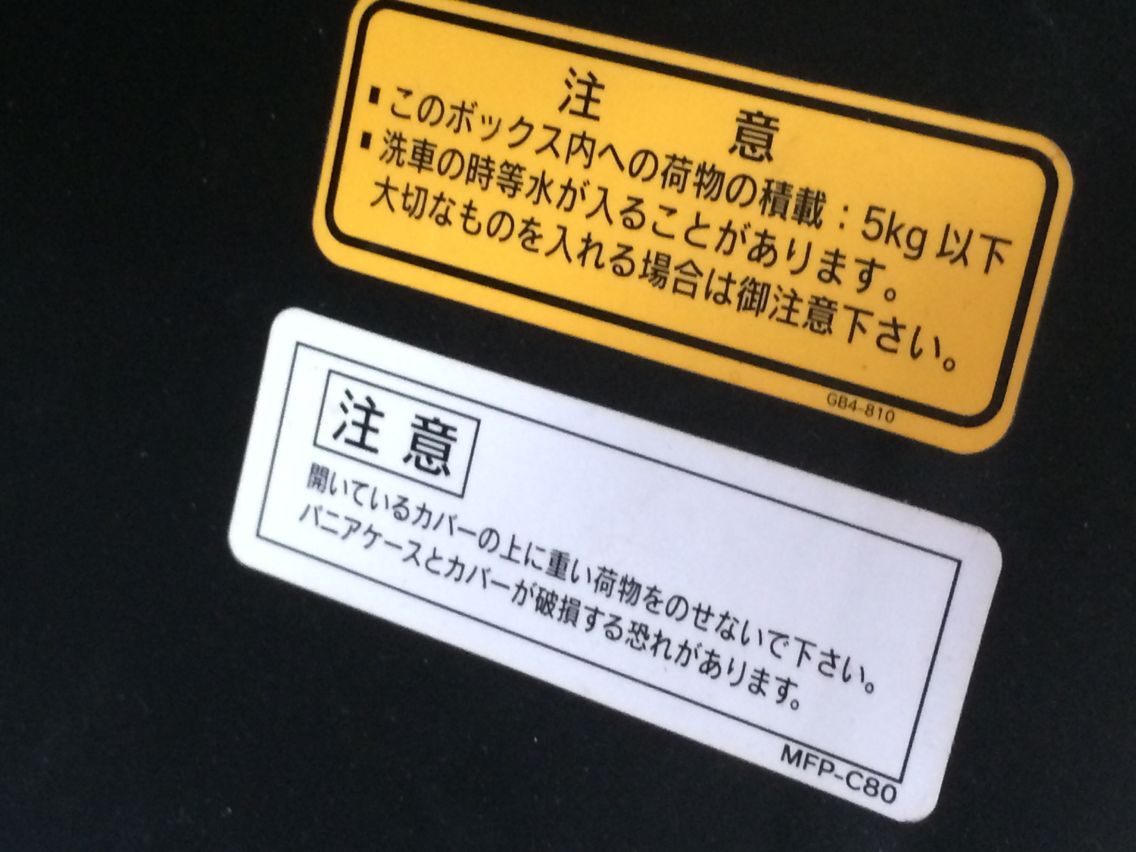 注 意
▪このボックス内への荷物の積載：5kg 以下
▪洗車の時等水が入ることがあります。
大切なものを入れる場合は御注意下さい。
GB4-810
注意
開いているカバーの上に重い荷物をのせないで下さい。
パニアケースとカバーが破損する恐れがあります。
MFP-C80